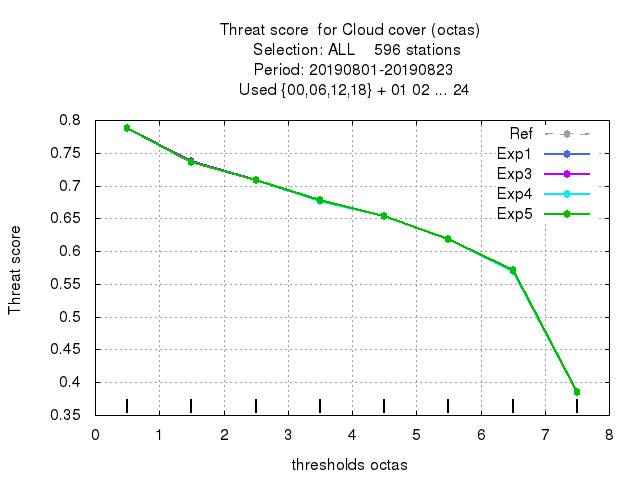 Threat score  for Cloud cover (octas)
Selection: ALL    596 stations
Period: 20190801-20190823
Used {00,06,12,18} + 01 02 ... 24
0.8
0.75
0.7
0.65
0.6
0.55
0.5
0.45
0.4
0.35
Threat score
Ref
Exp1
Exp3
Exp4
Exp5
0 1 2 3 4 5 6 7 8
thresholds octas